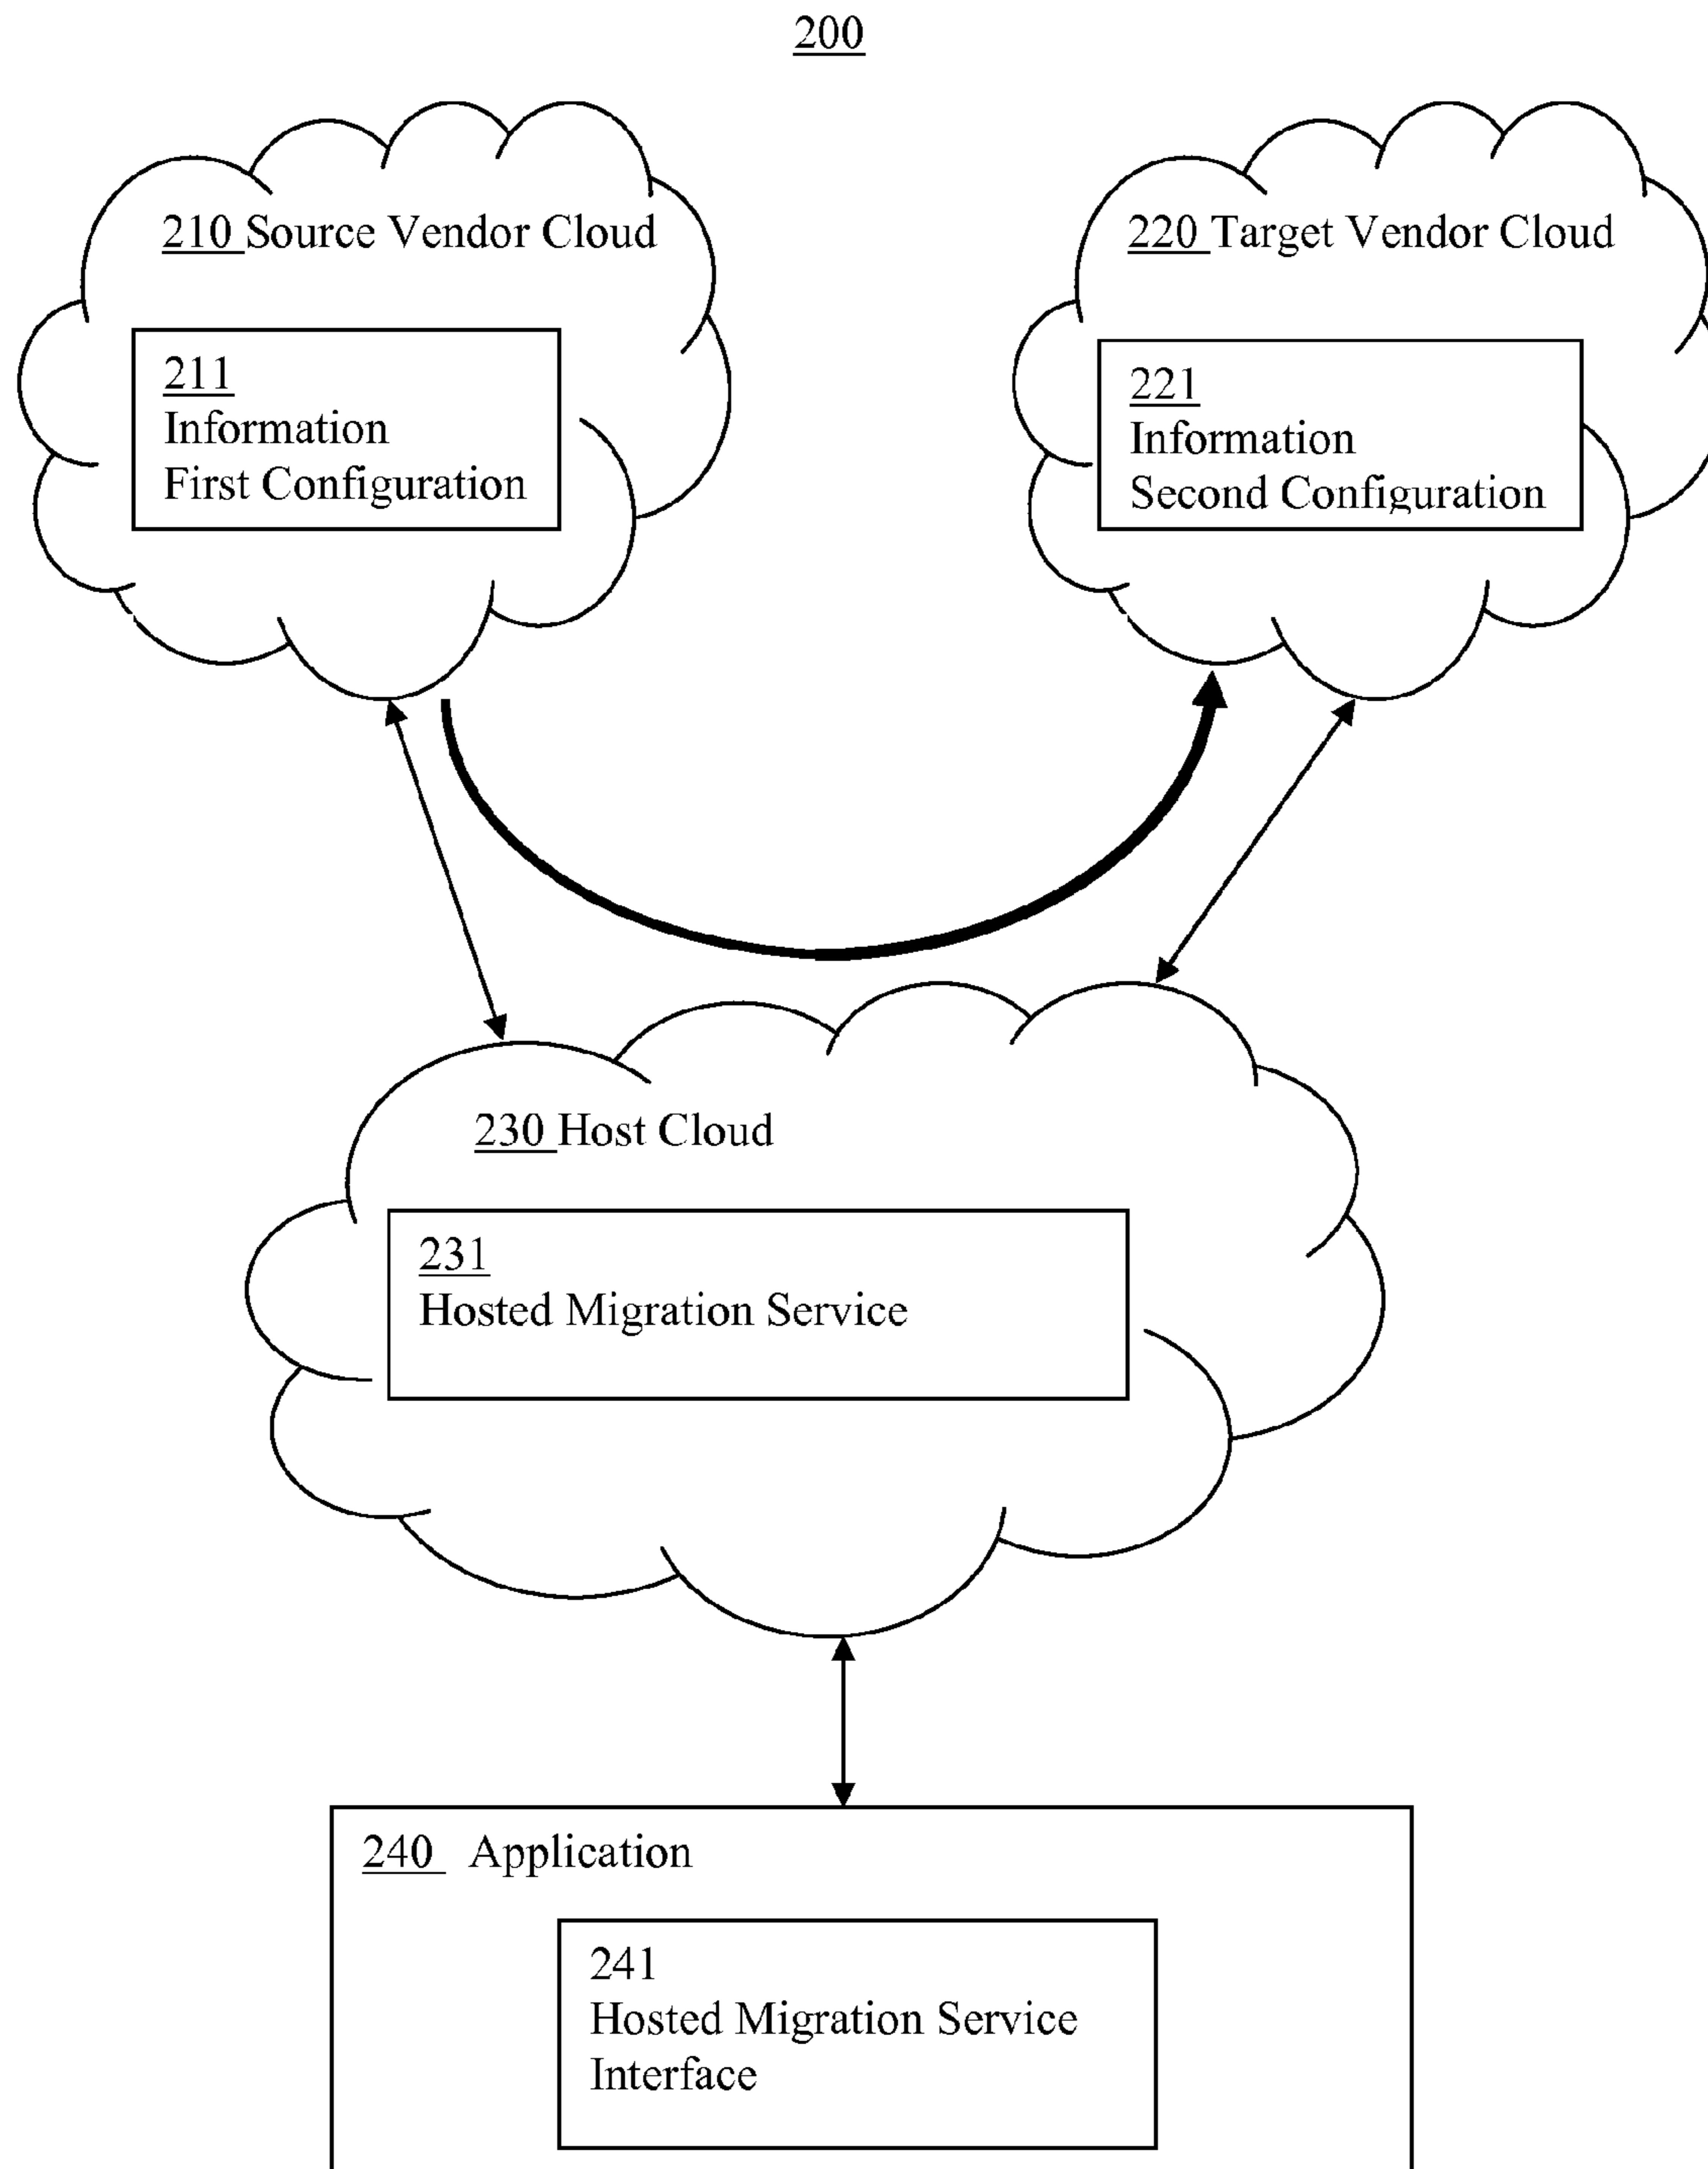 200
210 Source Vendor Cloud
211
Information
First Configuration
220 Target Vendor Cloud
221
Information
Second Configuration
230 Host Cloud
231
Hosted Migration Service
240 Application
241
Hosted Migration Service
Interface